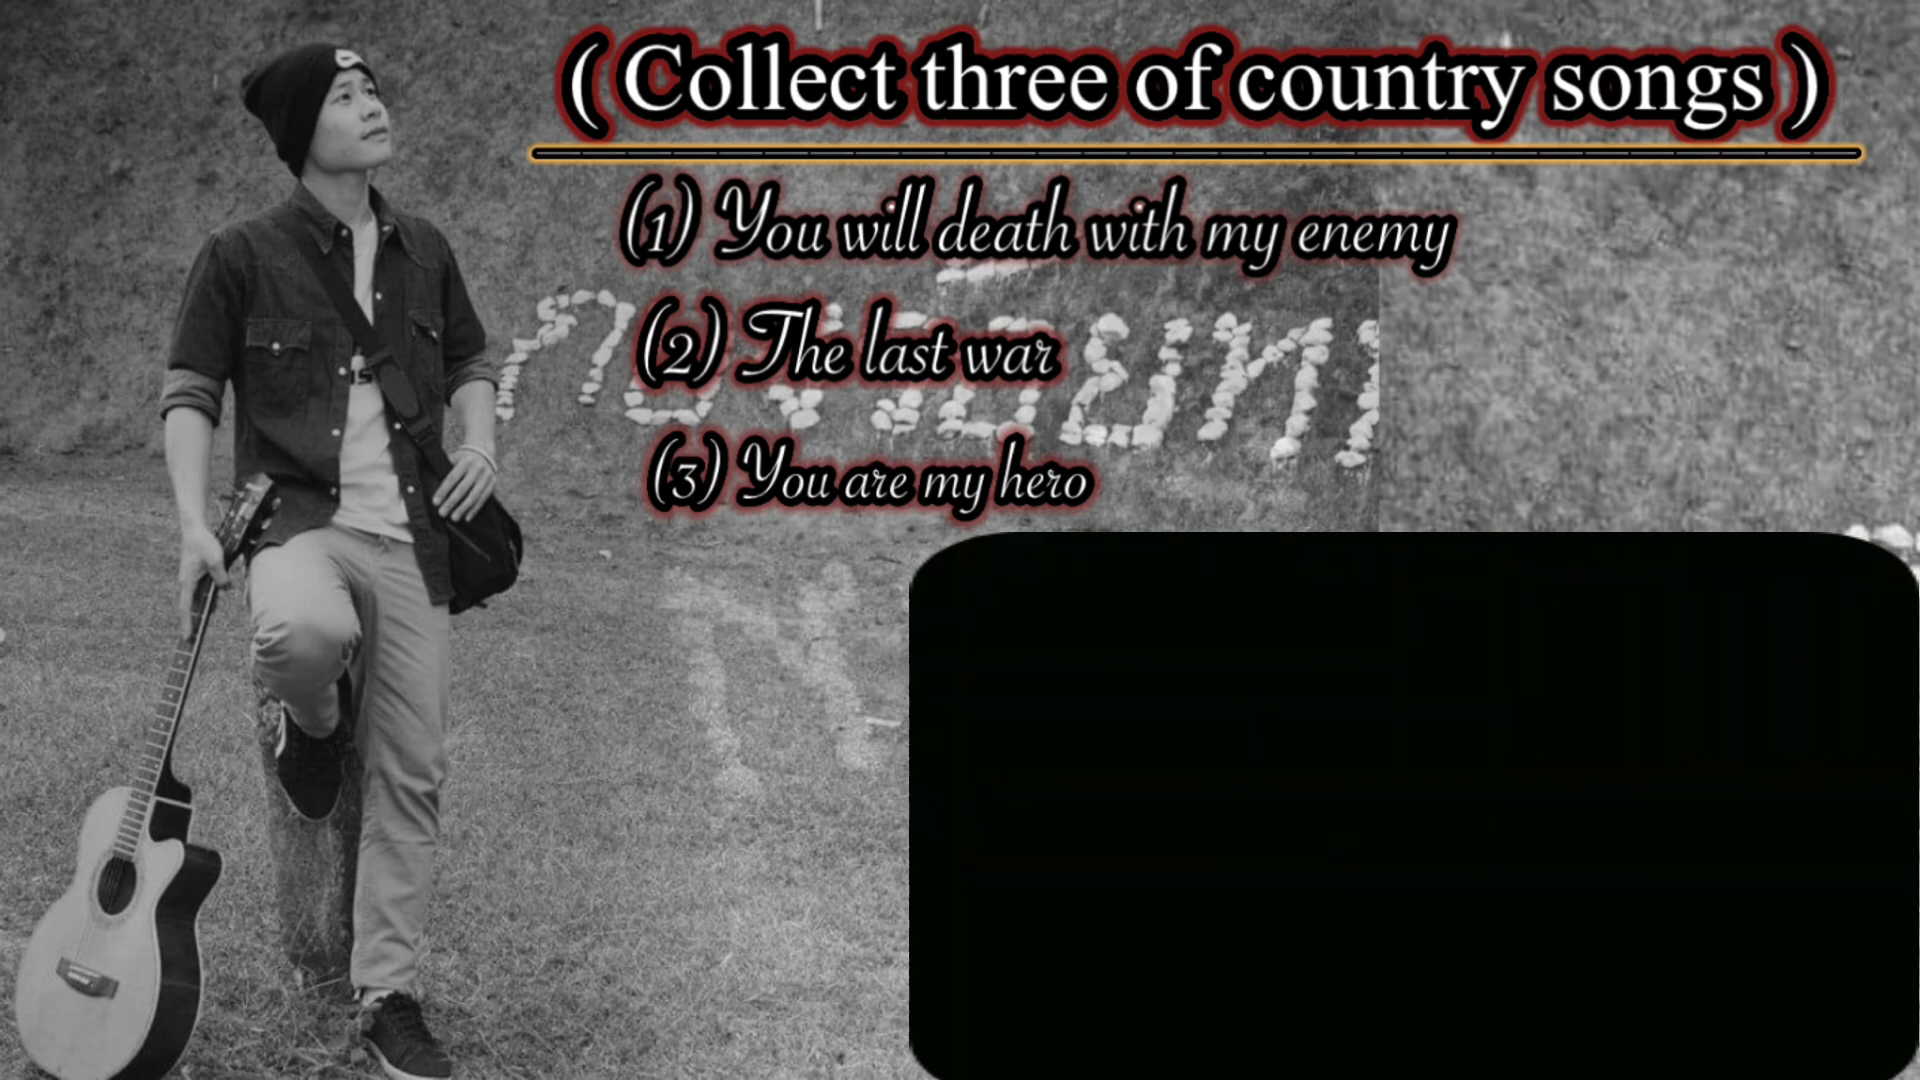 ( Collect three of country songs )
(1) You will death with my enemy
(2) The last war
(3) You are my hero